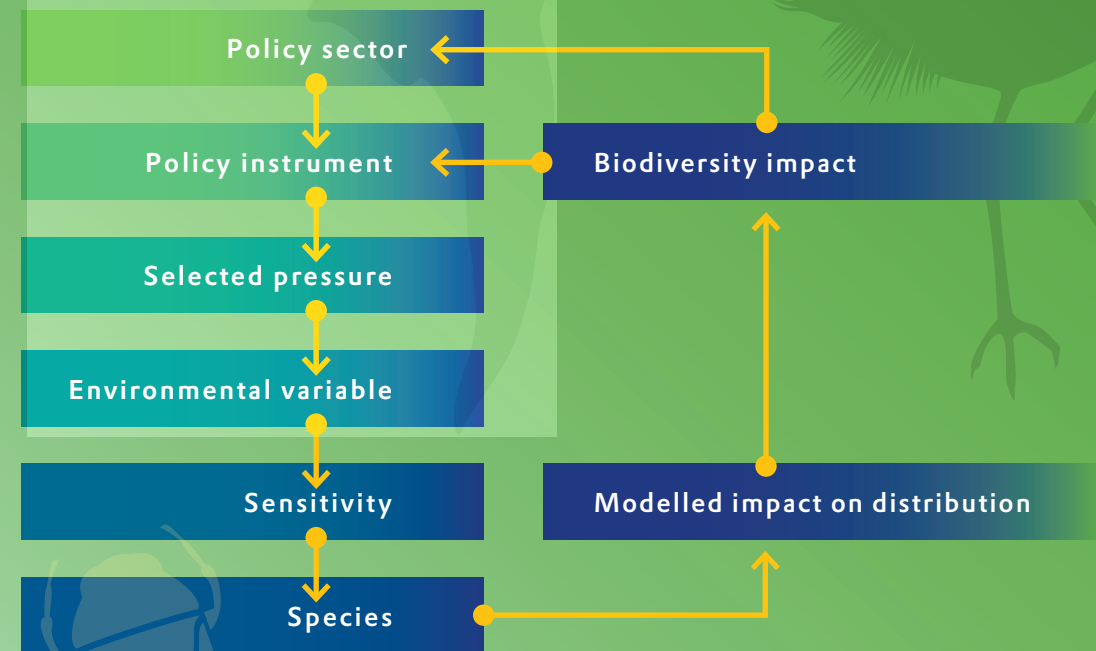 Policy sector
Policy instrument
Biodiversity impact
Selected pressure
Environmental variable
Sensitivity
Modelled impact on distribution
Species